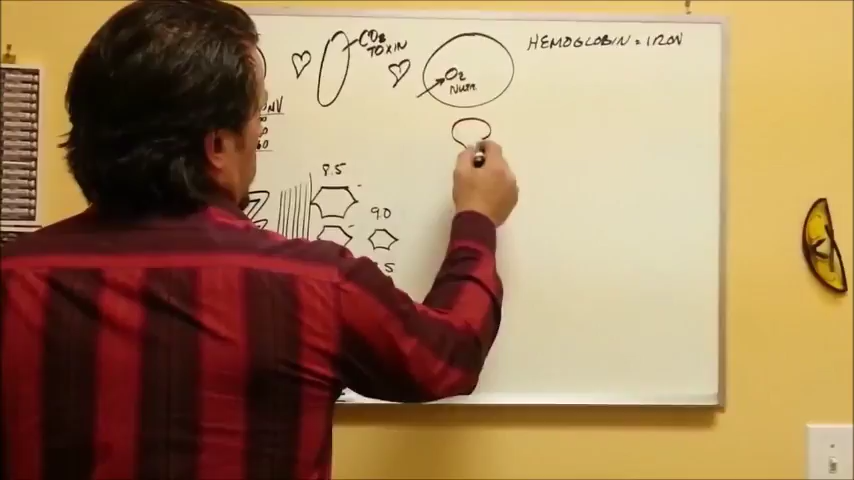 CO2
TOXIN
O2
Nutr.
HEMOGLOBIN = IRON
8.5
9.0